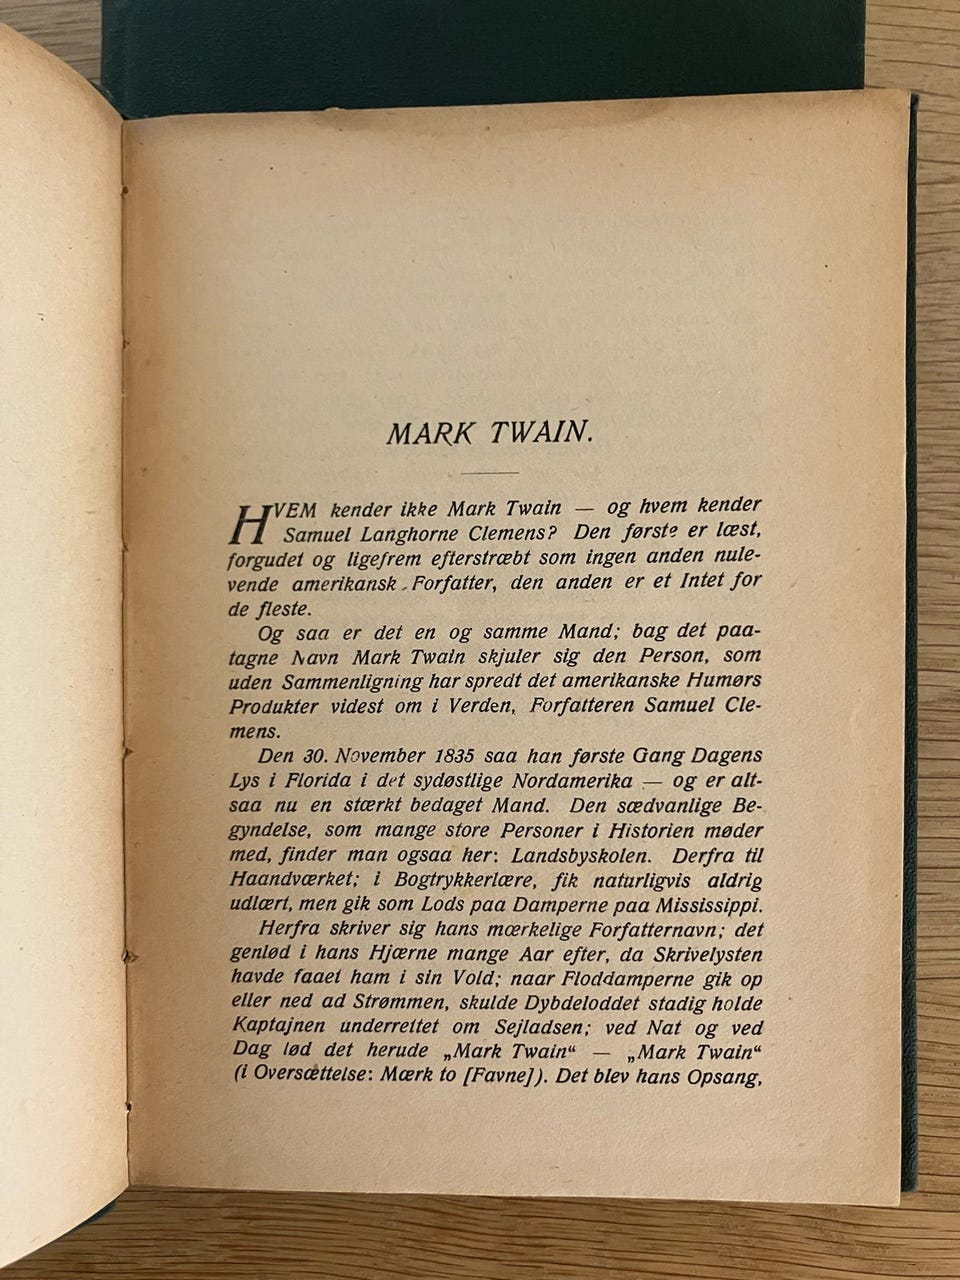 MARK TWAIN.
HVEM kender ikke Mark Twain — og hvem kender
Samuel Langhorne Clemens? Den første er læst,
forgudet og ligefrem efterstræbt som ingen anden nule-
vende amerikansk Forfatter, den anden er et Intet for
de fleste.
Og saa er det en og samme Mand; bag det paa-
tagne Navn Mark Twain skjuler sig den Person, som
uden Sammenligning har spredt det amerikanske Humørs
Produkter videst om i Verden, Forfatteren Samuel Cle-
mens.
Den 30. November 1835 saa han første Gang Dagens
Lys i Florida i det sydøstlige Nordamerika — og er alt-
saa nu en stærkt bedaget Mand. Den sædvanlige Be-
gyndelse, som mange store Personer i Historien møder
med, finder man ogsaa her: Landsbyskolen. Derfra til
Haandværket; i Bogtrykkerlære, fik naturligvis aldrig
udlært, men gik som Lods paa Damperne paa Mississippi.
Herfra skriver sig hans mærkelige Forfatternavn; det
genlød i hans Hjærne mange Aar efter, da Skrivelysten
havde faaet ham i sin Vold; naar Floddamperne gik op
eller ned ad Strømmen, skulde Dybdeloddet stadig holde
Kaptajnen underrettet om Sejladsen; ved Nat og ved
Dag lød det herude „Mark Twain“ — „Mark Twain“
(i Oversættelse: Mærk to [Favne]). Det blev hans Opsang,